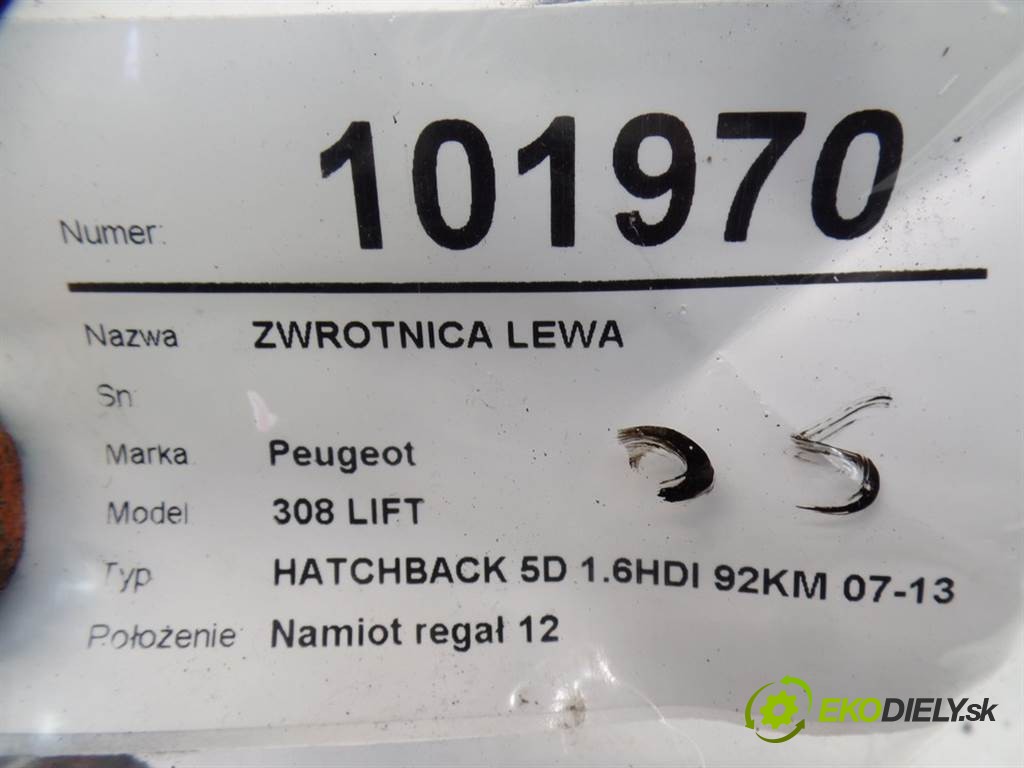 Numer: 101970
Nazwa ZWROTNICA LEWA
Sn
Marka Peugeot
Model 308 LIFT
Typ HATCHBACK 5D 1.6HDI 92KM 07-13
Położenie: Namiot regał 12
EKODIELY.sk